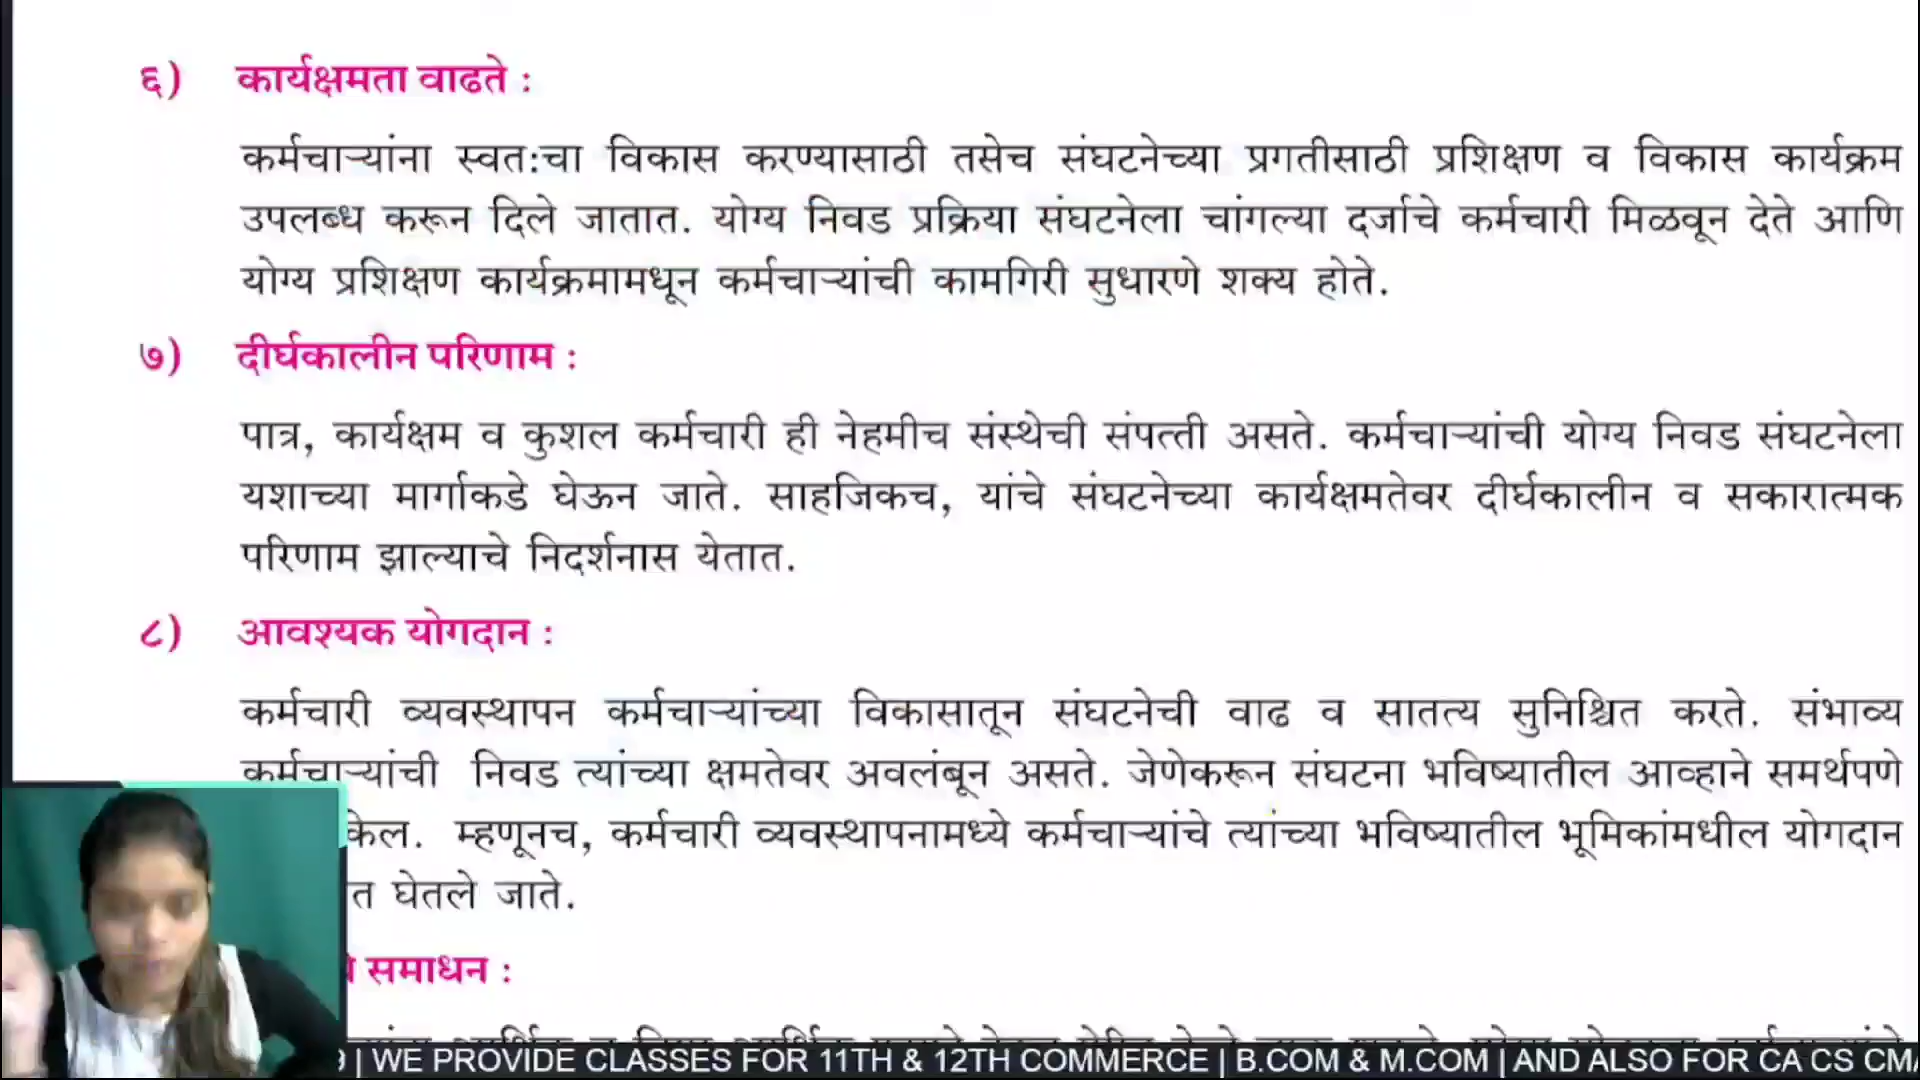 ६) कार्यक्षमता वाढते :
कर्मचाऱ्यांना स्वतःचा विकास करण्यासाठी तसेच संघटनेच्या प्रगतीसाठी प्रशिक्षण व विकास कार्यक्रम
उपलब्ध करून दिले जातात. योग्य निवड प्रक्रिया संघटनेला चांगल्या दर्जाचे कर्मचारी मिळवून देते आणि
योग्य प्रशिक्षण कार्यक्रमामधून कर्मचाऱ्यांची कामगिरी सुधारणे शक्य होते.
७) दीर्घकालीन परिणाम :
पात्र, कार्यक्षम व कुशल कर्मचारी ही नेहमीच संस्थेची संपत्ती असते. कर्मचाऱ्यांची योग्य निवड संघटनेला
यशाच्या मार्गाकडे घेऊन जाते. साहजिकच, यांचे संघटनेच्या कार्यक्षमतेवर दीर्घकालीन व सकारात्मक
परिणाम झाल्याचे निदर्शनास येतात.
८) आवश्यक योगदान :
कर्मचारी व्यवस्थापन कर्मचाऱ्यांच्या विकासातून संघटनेची वाढ व सातत्य सुनिश्चित करते. संभाव्य
कर्मचाऱ्यांची निवड त्यांच्या क्षमतेवर अवलंबून असते. जेणेकरून संघटना भविष्यातील आव्हाने समर्थपणे
केल. म्हणूनच, कर्मचारी व्यवस्थापनामध्ये कर्मचाऱ्यांचे त्यांच्या भविष्यातील भूमिकांमधील योगदान
त घेतले जाते.
समाधन :
9 | WE PROVIDE CLASSES FOR 11TH & 12TH COMMERCE | B.COM & M.COM | AND ALSO FOR CA CS CMA